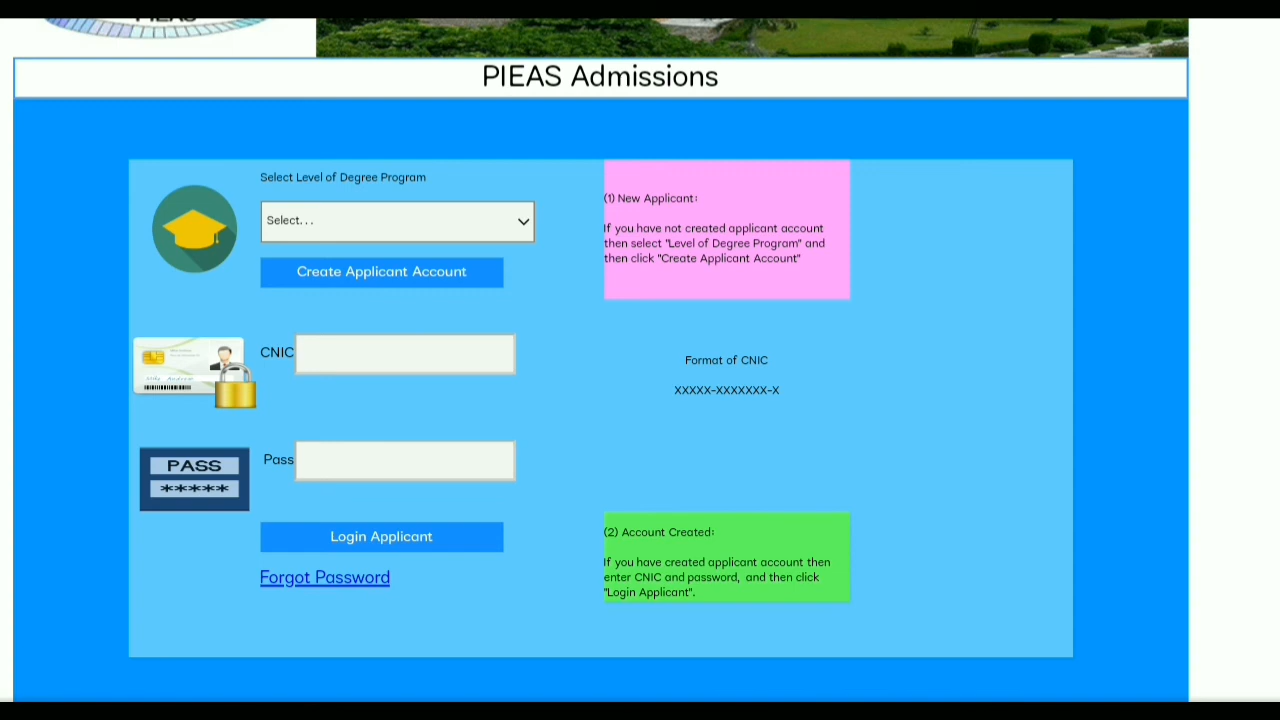 PIEAS
PIEAS Admissions
Select Level of Degree Program
Select...
Create Applicant Account
(1) New Applicant:
If you have not created applicant account
then select "Level of Degree Program" and
then click "Create Applicant Account"
CNIC
Format of CNIC
XXXXX-XXXXXXX-X
Pass
PASS
*****
Login Applicant
Forgot Password
(2) Account Created:
If you have created applicant account then
enter CNIC and password, and then click
"Login Applicant".